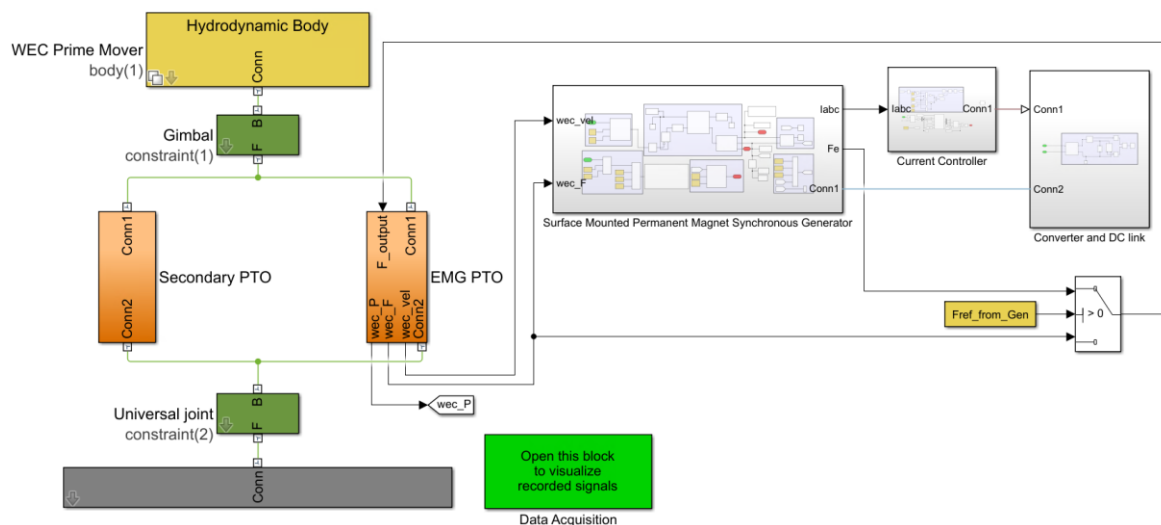 Hydrodynamic Body
WEC Prime Mover
body(1)
Conn
Gimbal
constraint(1)
B
F
Conn1
Conn2
Secondary PTO
F_output
Conn1
wec_P
wec_F
wec_vel
Conn2
EMG PTO
B
F
Universal joint
constraint(2)
Conn
wec_P
wec_vel
wec_F
Iabc
Fe
Conn1
Surface Mounted Permanent Magnet Synchronous Generator
Iabc
Conn1
Current Controller
Conn1
Conn2
Converter and DC link
Fref_from_Gen
> 0
Open this block
to visualize
recorded signals
Data Acquisition